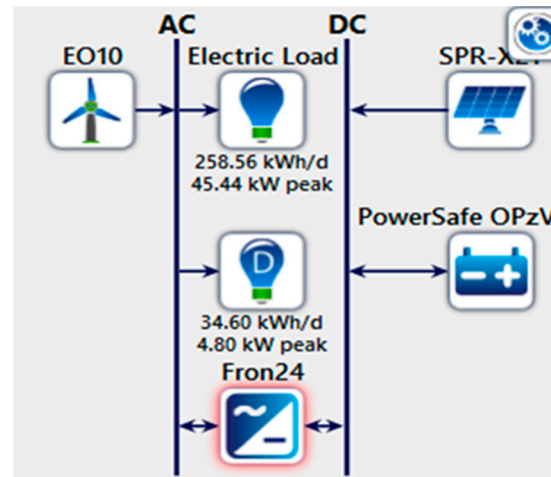 AC
DC
EO10
Electric Load
258.56 kWh/d
45.44 kW peak
PowerSafe OPzV
D
34.60 kWh/d
4.80 kW peak
Fron24